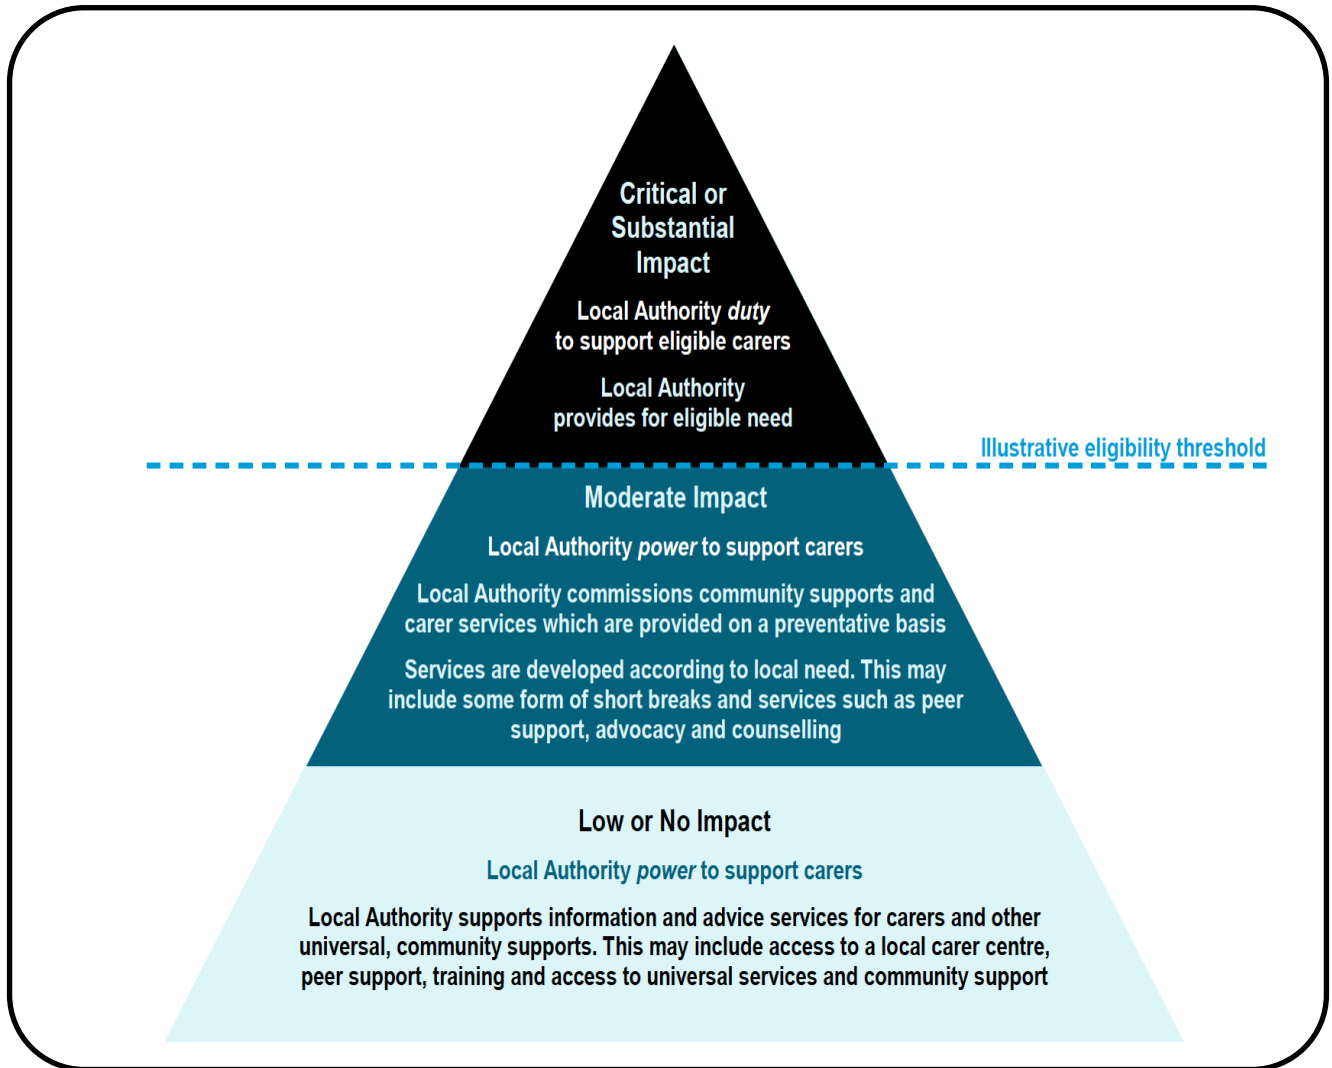 Critical or
Substantial
Impact
Local Authority duty
to support eligible carers
Local Authority
provides for eligible need
Illustrative eligibility threshold
Moderate Impact
Local Authority power to support carers
Local Authority commissions community supports and
carer services which are provided on a preventative basis
Services are developed according to local need. This may
include some form of short breaks and services such as peer
support, advocacy and counselling
Low or No Impact
Local Authority power to support carers
Local Authority supports information and advice services for carers and other
universal, community supports. This may include access to a local carer centre,
peer support, training and access to universal services and community support